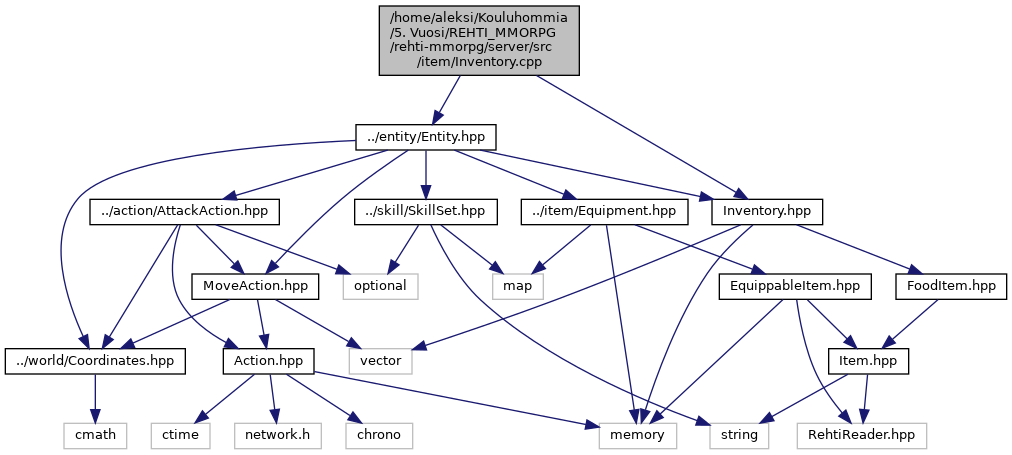 /home/aleksi/Kouluhommia
/5. Vuosi/REHTI_MMORPG
/rehti-mmorpg/server/src
/item/Inventory.cpp
../entity/Entity.hpp
../action/AttackAction.hpp
../skill/SkillSet.hpp
../item/Equipment.hpp
Inventory.hpp
MoveAction.hpp
optional
map
EquippableItem.hpp
FoodItem.hpp
../world/Coordinates.hpp
Action.hpp
vector
Item.hpp
cmath
ctime
network.h
chrono
memory
string
RehtiReader.hpp